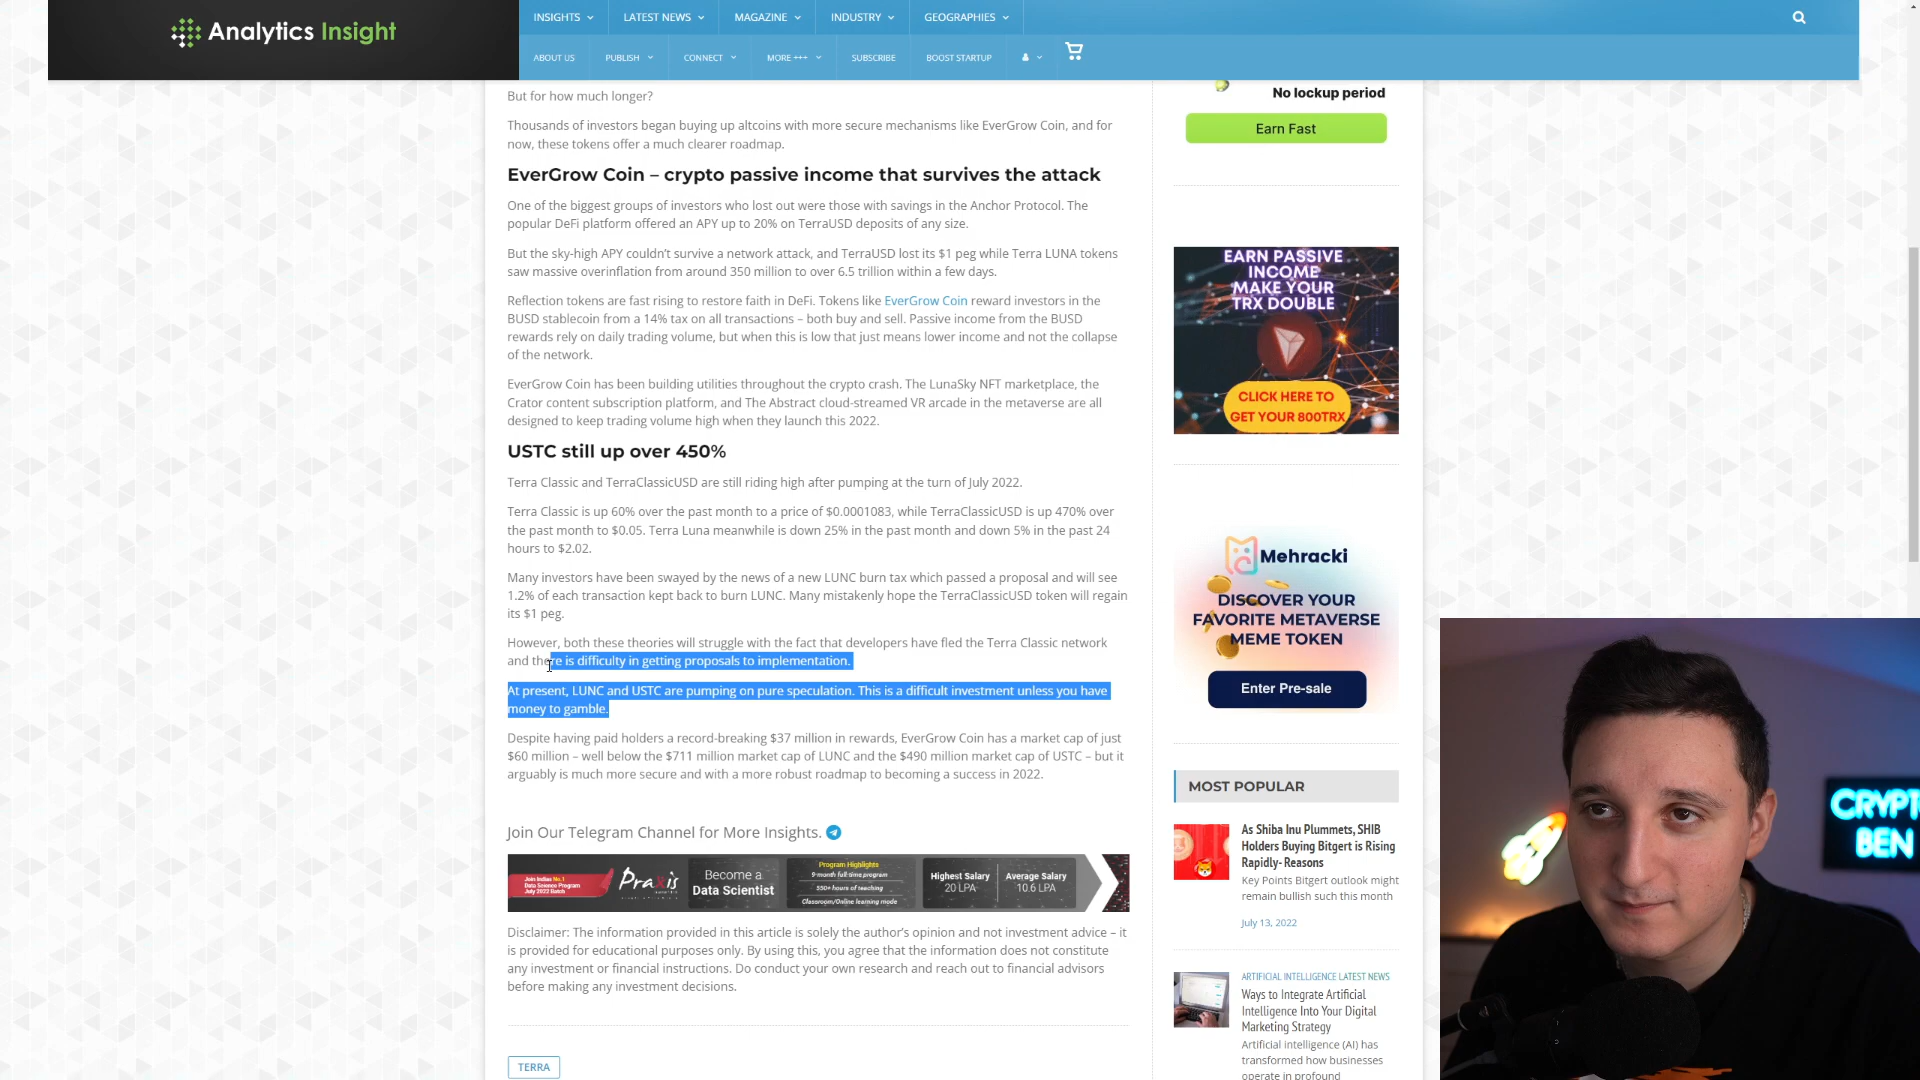 Analytics Insight
INSIGHTS
LATEST NEWS
MAGAZINE
INDUSTRY
GEOGRAPHIES
ABOUT US
PUBLISH
CONNECT
MORE +++
SUBSCRIBE
BOOST STARTUP
But for how much longer?
Thousands of investors began buying up altcoins with more secure mechanisms like EverGrow Coin, and for
now, these tokens offer a much clearer roadmap.
EverGrow Coin – crypto passive income that survives the attack
One of the biggest groups of investors who lost out were those with savings in the Anchor Protocol. The
popular DeFi platform offered an APY up to 20% on TerraUSD deposits of any size.
But the sky-high APY couldn’t survive a network attack, and TerraUSD lost its $1 peg while Terra LUNA tokens
saw massive overinflation from around 350 million to over 6.5 trillion within a few days.
Reflection tokens are fast rising to restore faith in DeFi. Tokens like EverGrow Coin reward investors in the
BUSD stablecoin from a 14% tax on all transactions – both buy and sell. Passive income from the BUSD
rewards rely on daily trading volume, but when this is low that just means lower income and not the collapse
of the network.
EverGrow Coin has been building utilities throughout the crypto crash. The LunaSky NFT marketplace, the
Crator content subscription platform, and The Abstract cloud-streamed VR arcade in the metaverse are all
designed to keep trading volume high when they launch this 2022.
USTC still up over 450%
Terra Classic and TerraClassicUSD are still riding high after pumping at the turn of July 2022.
Terra Classic is up 60% over the past month to a price of $0.0001083, while TerraClassicUSD is up 470% over
the past month to $0.05. Terra Luna meanwhile is down 25% in the past month and down 5% in the past 24
hours to $2.02.
Many investors have been swayed by the news of a new LUNC burn tax which passed a proposal and will see
1.2% of each transaction kept back to burn LUNC. Many mistakenly hope the TerraClassicUSD token will regain
its $1 peg.
However, both these theories will struggle with the fact that developers have fled the Terra Classic network
and there is difficulty in getting proposals to implementation.
At present, LUNC and USTC are pumping on pure speculation. This is a difficult investment unless you have
money to gamble.
Despite having paid holders a record-breaking $37 million in rewards, EverGrow Coin has a market cap of just
$60 million – well below the $711 million market cap of LUNC and the $490 million market cap of USTC – but it
arguably is much more secure and with a more robust roadmap to becoming a success in 2022.
Join Our Telegram Channel for More Insights.
Join Indias No.1
Data Science Program
July 2022 Batch
Praxis
Become a
Data Scientist
Program Highlights
9-month full-time program
550+ hours of teaching
Classroom/Online learning mode
Highest Salary
20 LPA
Average Salary
10.6 LPA
Disclaimer: The information provided in this article is solely the author’s opinion and not investment advice – it
is provided for educational purposes only. By using this, you agree that the information does not constitute
any investment or financial instructions. Do conduct your own research and reach out to financial advisors
before making any investment decisions.
TERRA
No lockup period
Earn Fast
EARN PASSIVE
INCOME
MAKE YOUR
TRX DOUBLE
CLICK HERE TO
GET YOUR 800TRX
Mehracki
DISCOVER YOUR
FAVORITE METAVERSE
MEME TOKEN
Enter Pre-sale
MOST POPULAR
As Shiba Inu Plummets, SHIB
Holders Buying Bitgert is Rising
Rapidly- Reasons
Key Points Bitgert outlook might
remain bullish such this month
July 13, 2022
ARTIFICIAL INTELLIGENCE LATEST NEWS
Ways to Integrate Artificial
Intelligence Into Your Digital
Marketing Strategy
Artificial intelligence (AI) has
transformed how businesses
operate in profound
CRYPT
BEN